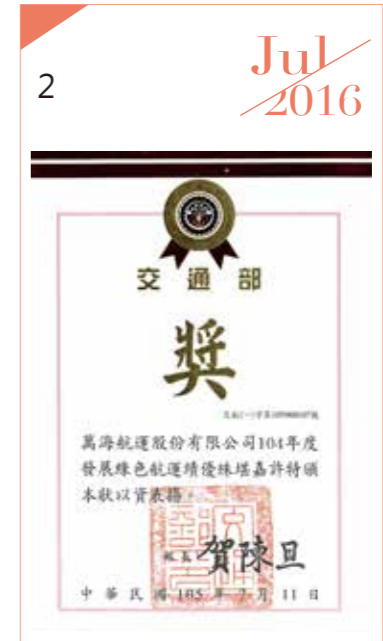 2
Jul
2016
交通部
獎
萬海航運股份有限公司104年度
發展綠色航運績優殊堪嘉許特頒
本狀以資表揚。
部長 賀陳旦
中華民國105年7月11日